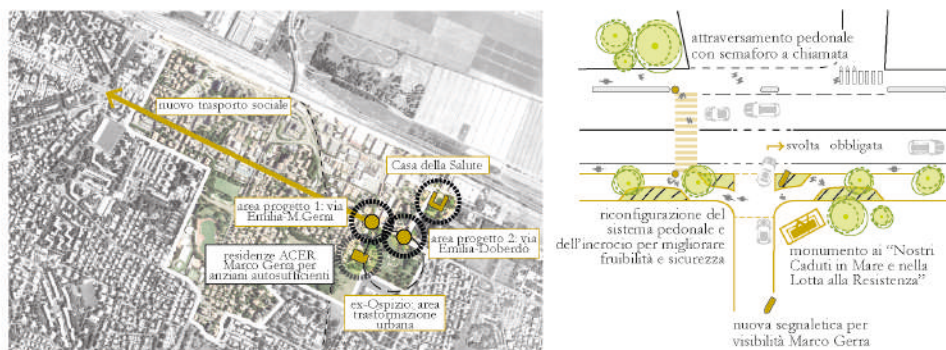 nuovo trasporto sociale
Casa della Salute
area progetto 1: via
Emilia-M.Gerra
area progetto 2: via
Emilia-Doberdò
residenze ACER
Marco Gerra per
anziani autosufficienti
ex-Ospizio: area
trasformazione
urbana
attraversamento pedonale
con semaforo a chiamata
svolta obbligata
riconfigurazione del
sistema pedonale e
dell'incrocio per migliorare
fruibilità e sicurezza
monumento ai "Nostri
Caduti in Mare e nella
Lotta alla Resistenza"
nuova segnaletica per
visibilità Marco Gerra